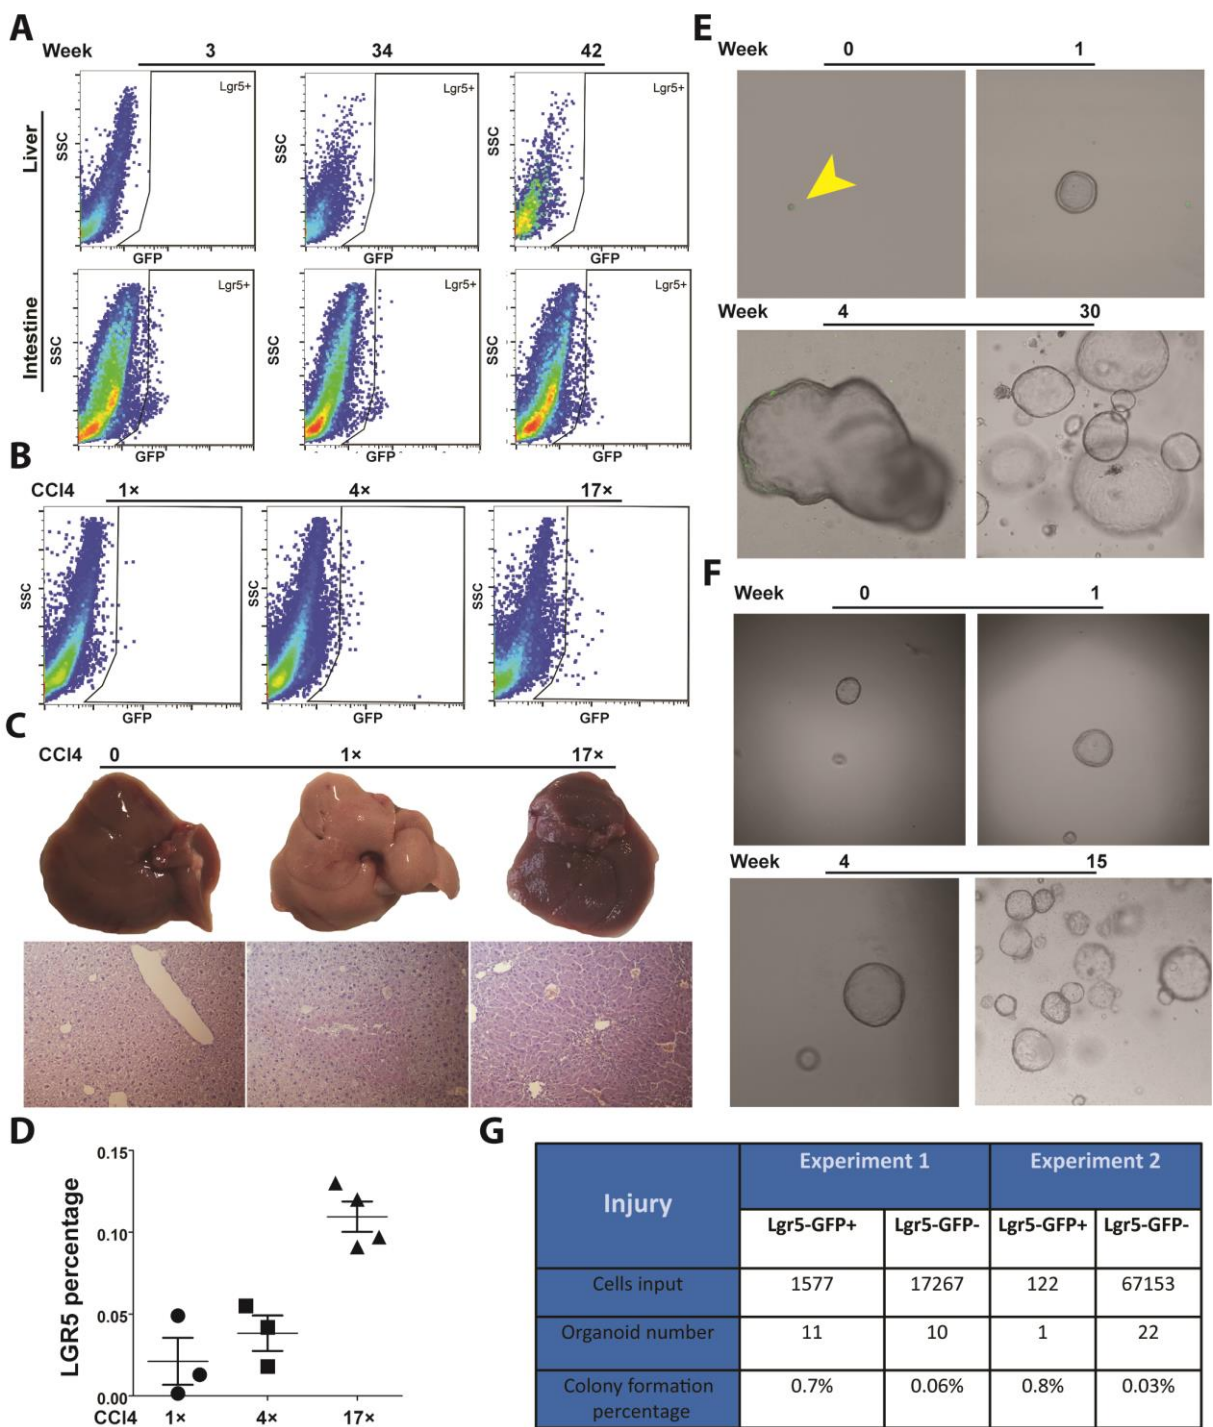 A
Week 3 34 42
Liver
SSC Lgr5+ SSC Lgr5+ SSC Lgr5+
GFP GFP GFP
Intestine
SSC Lgr5+ SSC Lgr5+ SSC Lgr5+
GFP GFP GFP
B
CCl4 1× 4× 17×
SSC SSC SSC
GFP GFP GFP
C
CCl4 0 1× 17×
D
LGR5 percentage
0.15
0.10
0.05
0.00
CCl4 1× 4× 17×
E
Week 0 1
Week 4 30
F
Week 0 1
Week 4 15
G
Injury Experiment 1 Experiment 2
Lgr5-GFP+ Lgr5-GFP- Lgr5-GFP+ Lgr5-GFP-
Cells input 1577 17267 122 67153
Organoid number 11 10 1 22
Colony formation
percentage 0.7% 0.06% 0.8% 0.03%